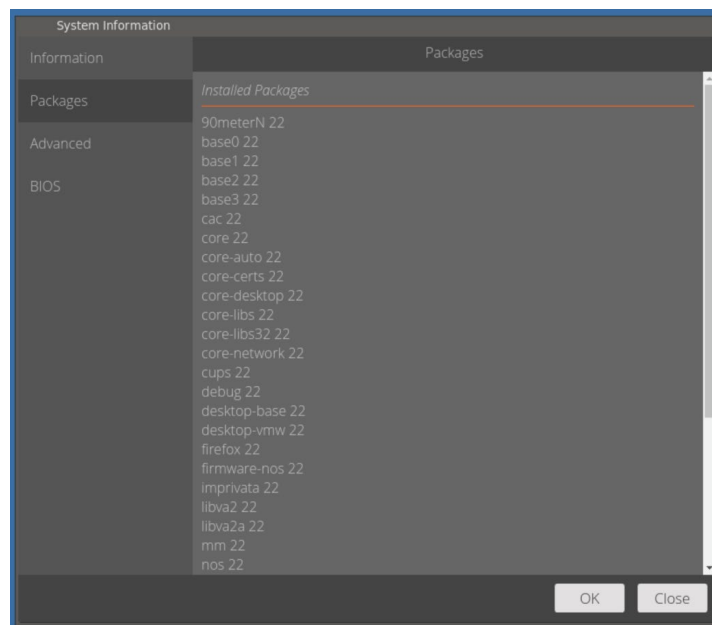 System Information
Information
Packages
Advanced
BIOS
Packages
Installed Packages
90meterN 22
base0 22
base1 22
base2 22
base3 22
cac 22
core 22
core-auto 22
core-certs 22
core-desktop 22
core-libs 22
core-libs32 22
core-network 22
cups 22
debug 22
desktop-base 22
desktop-vmw 22
firefox 22
firmware-nos 22
imprivata 22
libva2 22
libva2a 22
mm 22
nos 22
OK
Close